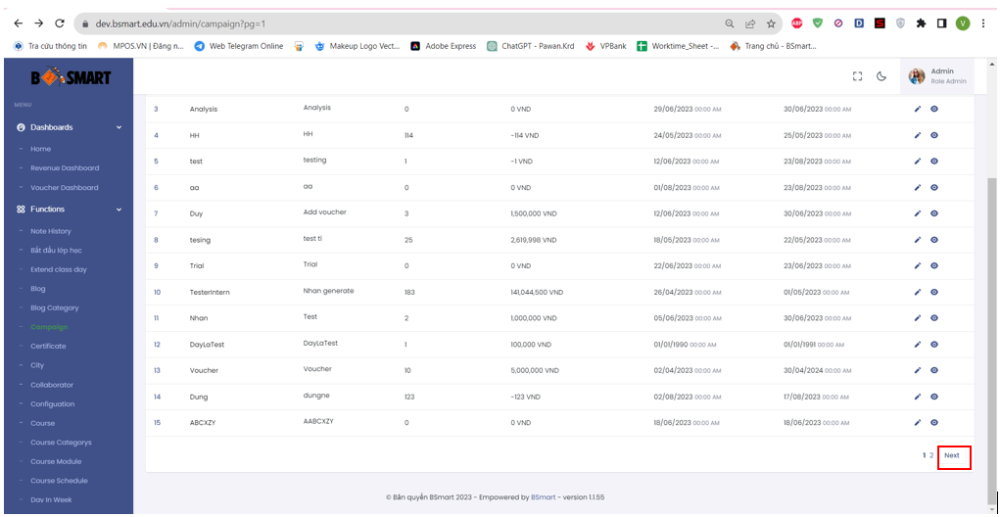 dev.bsmart.edu.vn/admin/campaign?pg=1
ABP
D
S
V
Tra cứu thông tin
MPOS.VN | Đăng n...
Web Telegram Online
Makeup Logo Vect...
Adobe Express
ChatGPT - Pawan.Krd
VPBank
Worktime_Sheet -...
Trang chủ - BSmart...
B SMART
Admin
Role Admin
MENU
Dashboards
- Home
- Revenue Dashboard
- Voucher Dashboard
Functions
- Note History
- Bắt đầu lớp học
- Extend class day
- Blog
- Blog Category
- Campaign
- Certificate
- City
- Collaborator
- Configuation
- Course
- Course Categorys
- Course Module
- Course Schedule
- Day In Week
3 Analysis Analysis 0 0 VND 29/06/2023 00:00 AM 30/06/2023 00:00 AM
4 HH HH 114 -114 VND 24/05/2023 00:00 AM 25/05/2023 00:00 AM
5 test testing 1 -1 VND 12/06/2023 00:00 AM 23/08/2023 00:00 AM
6 aa aa 0 0 VND 01/08/2023 00:00 AM 23/08/2023 00:00 AM
7 Duy Add voucher 3 1,500,000 VND 12/06/2023 00:00 AM 30/06/2023 00:00 AM
8 tesing test ti 25 2,619,998 VND 18/05/2023 00:00 AM 22/05/2023 00:00 AM
9 Trial Trial 0 0 VND 22/06/2023 00:00 AM 23/06/2023 00:00 AM
10 TesterIntern Nhan generate 183 141,044,500 VND 26/04/2023 00:00 AM 01/05/2023 00:00 AM
11 Nhan Test 2 1,000,000 VND 05/06/2023 00:00 AM 30/06/2023 00:00 AM
12 DayLaTest DayLaTest 1 100,000 VND 01/01/1990 00:00 AM 01/01/1991 00:00 AM
13 Voucher Voucher 10 5,000,000 VND 02/04/2023 00:00 AM 30/04/2024 00:00 AM
14 Dung dungne 123 -123 VND 02/08/2023 00:00 AM 17/08/2023 00:00 AM
15 ABCXZY AABCXZY 0 0 VND 18/06/2023 00:00 AM 18/06/2023 00:00 AM
1 2 Next
© Bản quyền BSmart 2023 - Empowered by BSmart - version 1.1.55